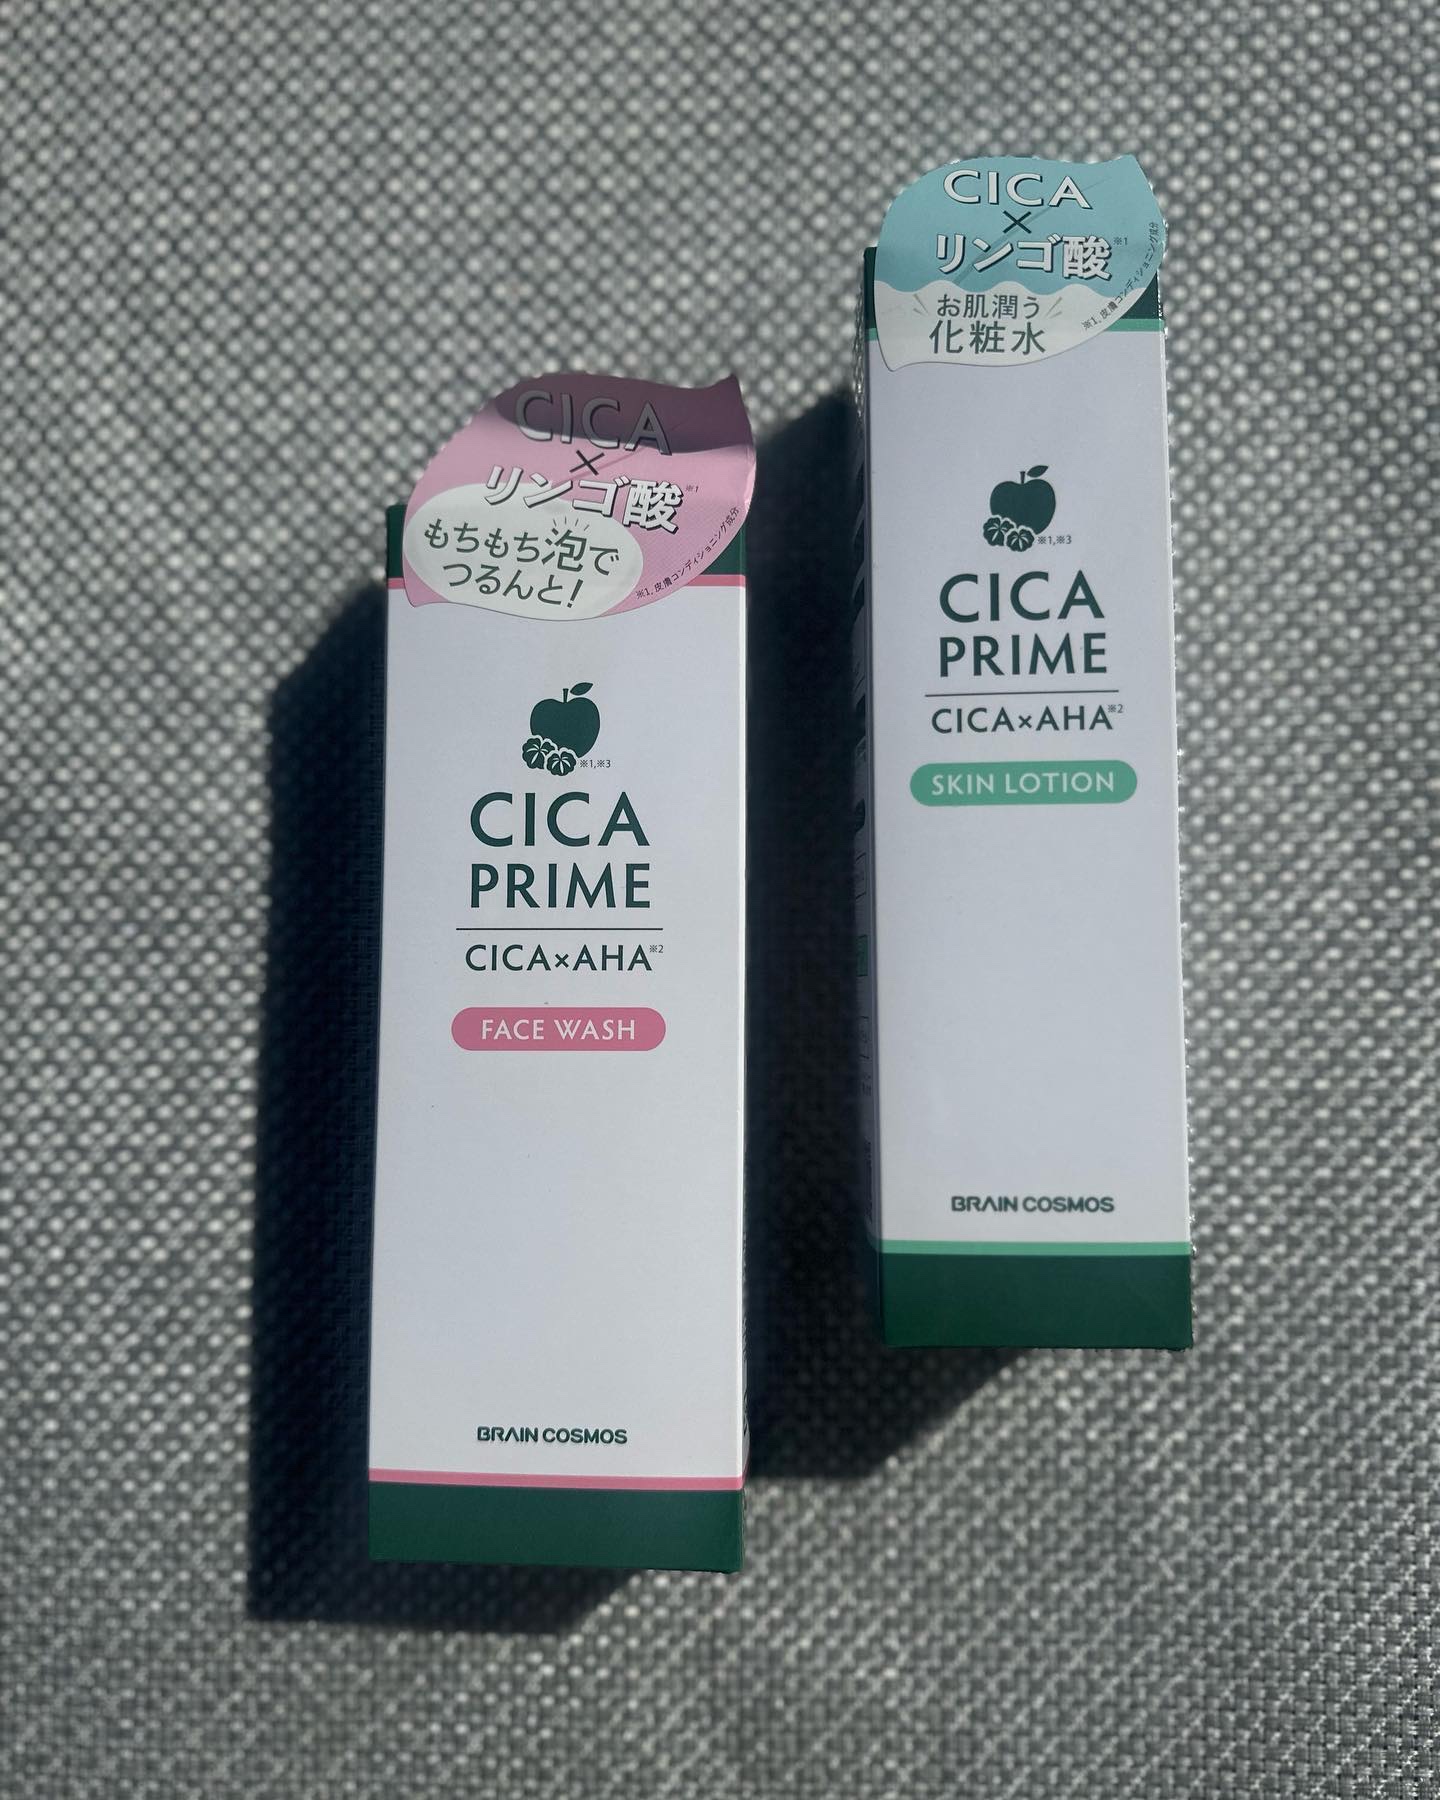 CICA
×
リンゴ酸※1
もちもち泡で
つるんと!
※1, 皮膚コンディショニング成分
※1,※3
CICA
PRIME
CICA×AHA※2
FACE WASH
BRAIN COSMOS
CICA
×
リンゴ酸※1
お肌潤う
化粧水
※1, 皮膚コンディショニング成分
※1,※3
CICA
PRIME
CICA×AHA※2
SKIN LOTION
BRAIN COSMOS